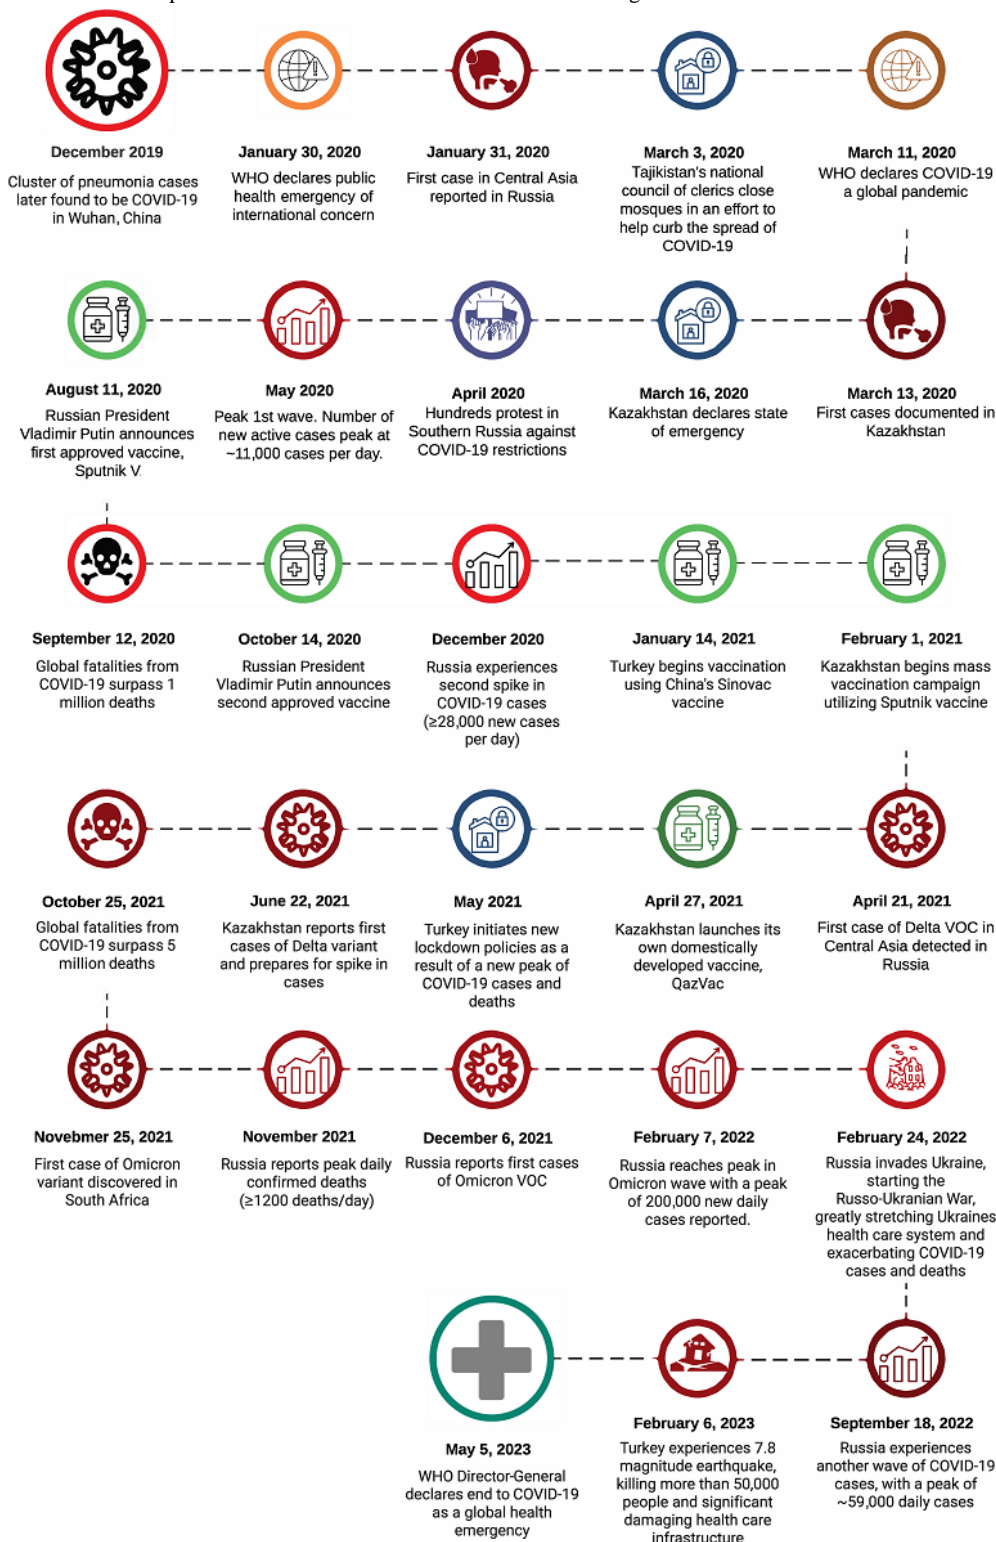 December 2019
Cluster of pneumonia cases
later found to be COVID-19
in Wuhan, China
January 30, 2020
WHO declares public
health emergency of
international concern
January 31, 2020
First case in Central Asia
reported in Russia
March 3, 2020
Tajikistan's national
council of clerics close
mosques in an effort to
help curb the spread of
COVID-19
March 11, 2020
WHO declares COVID-19
a global pandemic
August 11, 2020
Russian President
Vladimir Putin announces
first approved vaccine,
Sputnik V
May 2020
Peak 1st wave. Number of
new active cases peak at
~11,000 cases per day.
April 2020
Hundreds protest in
Southern Russia against
COVID-19 restrictions
March 16, 2020
Kazakhstan declares state
of emergency
March 13, 2020
First cases documented in
Kazakhstan
September 12, 2020
Global fatalities from
COVID-19 surpass 1
million deaths
October 14, 2020
Russian President
Vladimir Putin announces
second approved vaccine
December 2020
Russia experiences
second spike in
COVID-19 cases
(≥28,000 new cases
per day)
January 14, 2021
Turkey begins vaccination
using China's Sinovac
vaccine
February 1, 2021
Kazakhstan begins mass
vaccination campaign
utilizing Sputnik vaccine
October 25, 2021
Global fatalities from
COVID-19 surpass 5
million deaths
June 22, 2021
Kazakhstan reports first
cases of Delta variant
and prepares for spike in
cases
May 2021
Turkey initiates new
lockdown policies as a
result of a new peak of
COVID-19 cases and
deaths
April 27, 2021
Kazakhstan launches its
own domestically
developed vaccine,
QazVac
April 21, 2021
First case of Delta VOC in
Central Asia detected in
Russia
Novebmer 25, 2021
First case of Omicron
variant discovered in
South Africa
November 2021
Russia reports peak daily
confirmed deaths
(≥1200 deaths/day)
December 6, 2021
Russia reports first cases
of Omicron VOC
February 7, 2022
Russia reaches peak in
Omicron wave with a peak
of 200,000 new daily
cases reported.
February 24, 2022
Russia invades Ukraine,
starting the
Russo-Ukranian War,
greatly stretching Ukraines
health care system and
exacerbating COVID-19
cases and deaths
May 5, 2023
WHO Director-General
declares end to COVID-19
as a global health
emergency
February 6, 2023
Turkey experiences 7.8
magnitude earthquake,
killing more than 50,000
people and significant
damaging health care
infrastructure
September 18, 2022
Russia experiences
another wave of COVID-19
cases, with a peak of
~59,000 daily cases